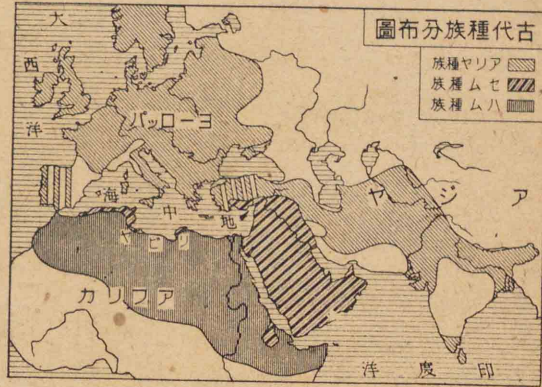 古代種族分布圖
アリヤ種族
セム種族
ハム種族
大西洋
ヨーロッパ
アジヤ
地中海
リビヤ
アフリカ
印度洋